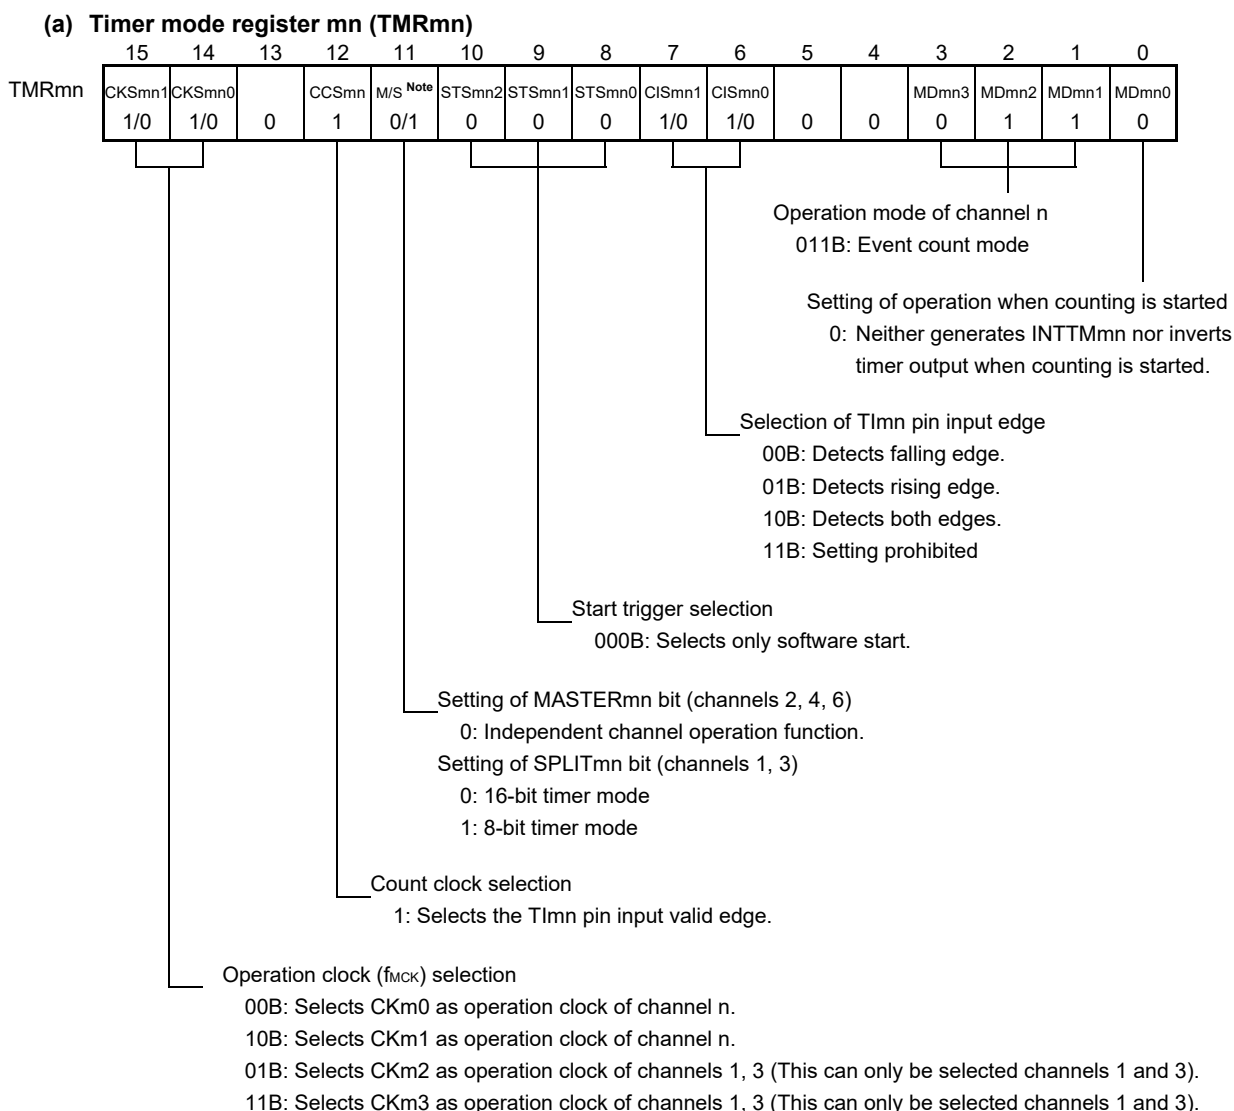 (a) Timer mode register mn (TMRmn)
15 14 13 12 11 10 9 8 7 6 5 4 3 2 1 0
TMRmn CKSmn1 CKSmn0 CCSmn M/S Note STSmn2 STSmn1 STSmn0 CISmn1 CISmn0 MDmn3 MDmn2 MDmn1 MDmn0
1/0 1/0 0 1 0/1 0 0 0 1/0 1/0 0 0 0 1 1 0
Operation mode of channel n
011B: Event count mode
Setting of operation when counting is started
0: Neither generates INTTMmn nor inverts
timer output when counting is started.
Selection of TImn pin input edge
00B: Detects falling edge.
01B: Detects rising edge.
10B: Detects both edges.
11B: Setting prohibited
Start trigger selection
000B: Selects only software start.
Setting of MASTERmn bit (channels 2, 4, 6)
0: Independent channel operation function.
Setting of SPLITmn bit (channels 1, 3)
0: 16-bit timer mode
1: 8-bit timer mode
Count clock selection
1: Selects the TImn pin input valid edge.
Operation clock (fMCK) selection
00B: Selects CKm0 as operation clock of channel n.
10B: Selects CKm1 as operation clock of channel n.
01B: Selects CKm2 as operation clock of channels 1, 3 (This can only be selected channels 1 and 3).
11B: Selects CKm3 as operation clock of channels 1, 3 (This can only be selected channels 1 and 3).